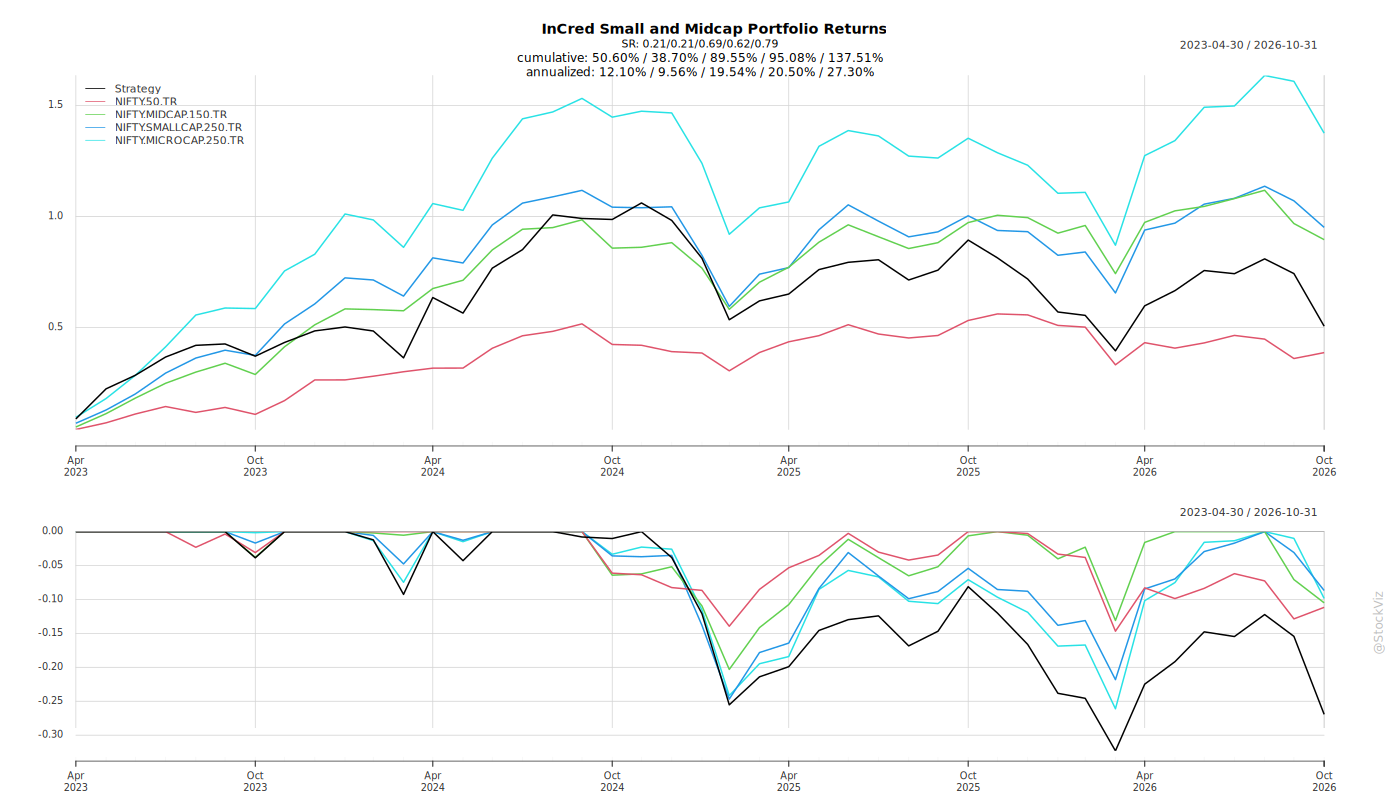 InCred Small and Midcap Portfolio Returns
SR: 0.21/0.21/0.69/0.62/0.79
cumulative: 50.60% / 38.70% / 89.55% / 95.08% / 137.51%
annualized: 12.10% / 9.56% / 19.54% / 20.50% / 27.30%
2023-04-30 / 2026-10-31
Strategy
NIFTY.50.TR
NIFTY.MIDCAP.150.TR
NIFTY.SMALLCAP.250.TR
NIFTY.MICROCAP.250.TR
1.5
1.0
0.5
Apr 2023
Oct 2023
Apr 2024
Oct 2024
Apr 2025
Oct 2025
Apr 2026
Oct 2026
2023-04-30 / 2026-10-31
0.00
-0.05
-0.10
-0.15
-0.20
-0.25
-0.30
Apr 2023
Oct 2023
Apr 2024
Oct 2024
Apr 2025
Oct 2025
Apr 2026
Oct 2026
@StockViz